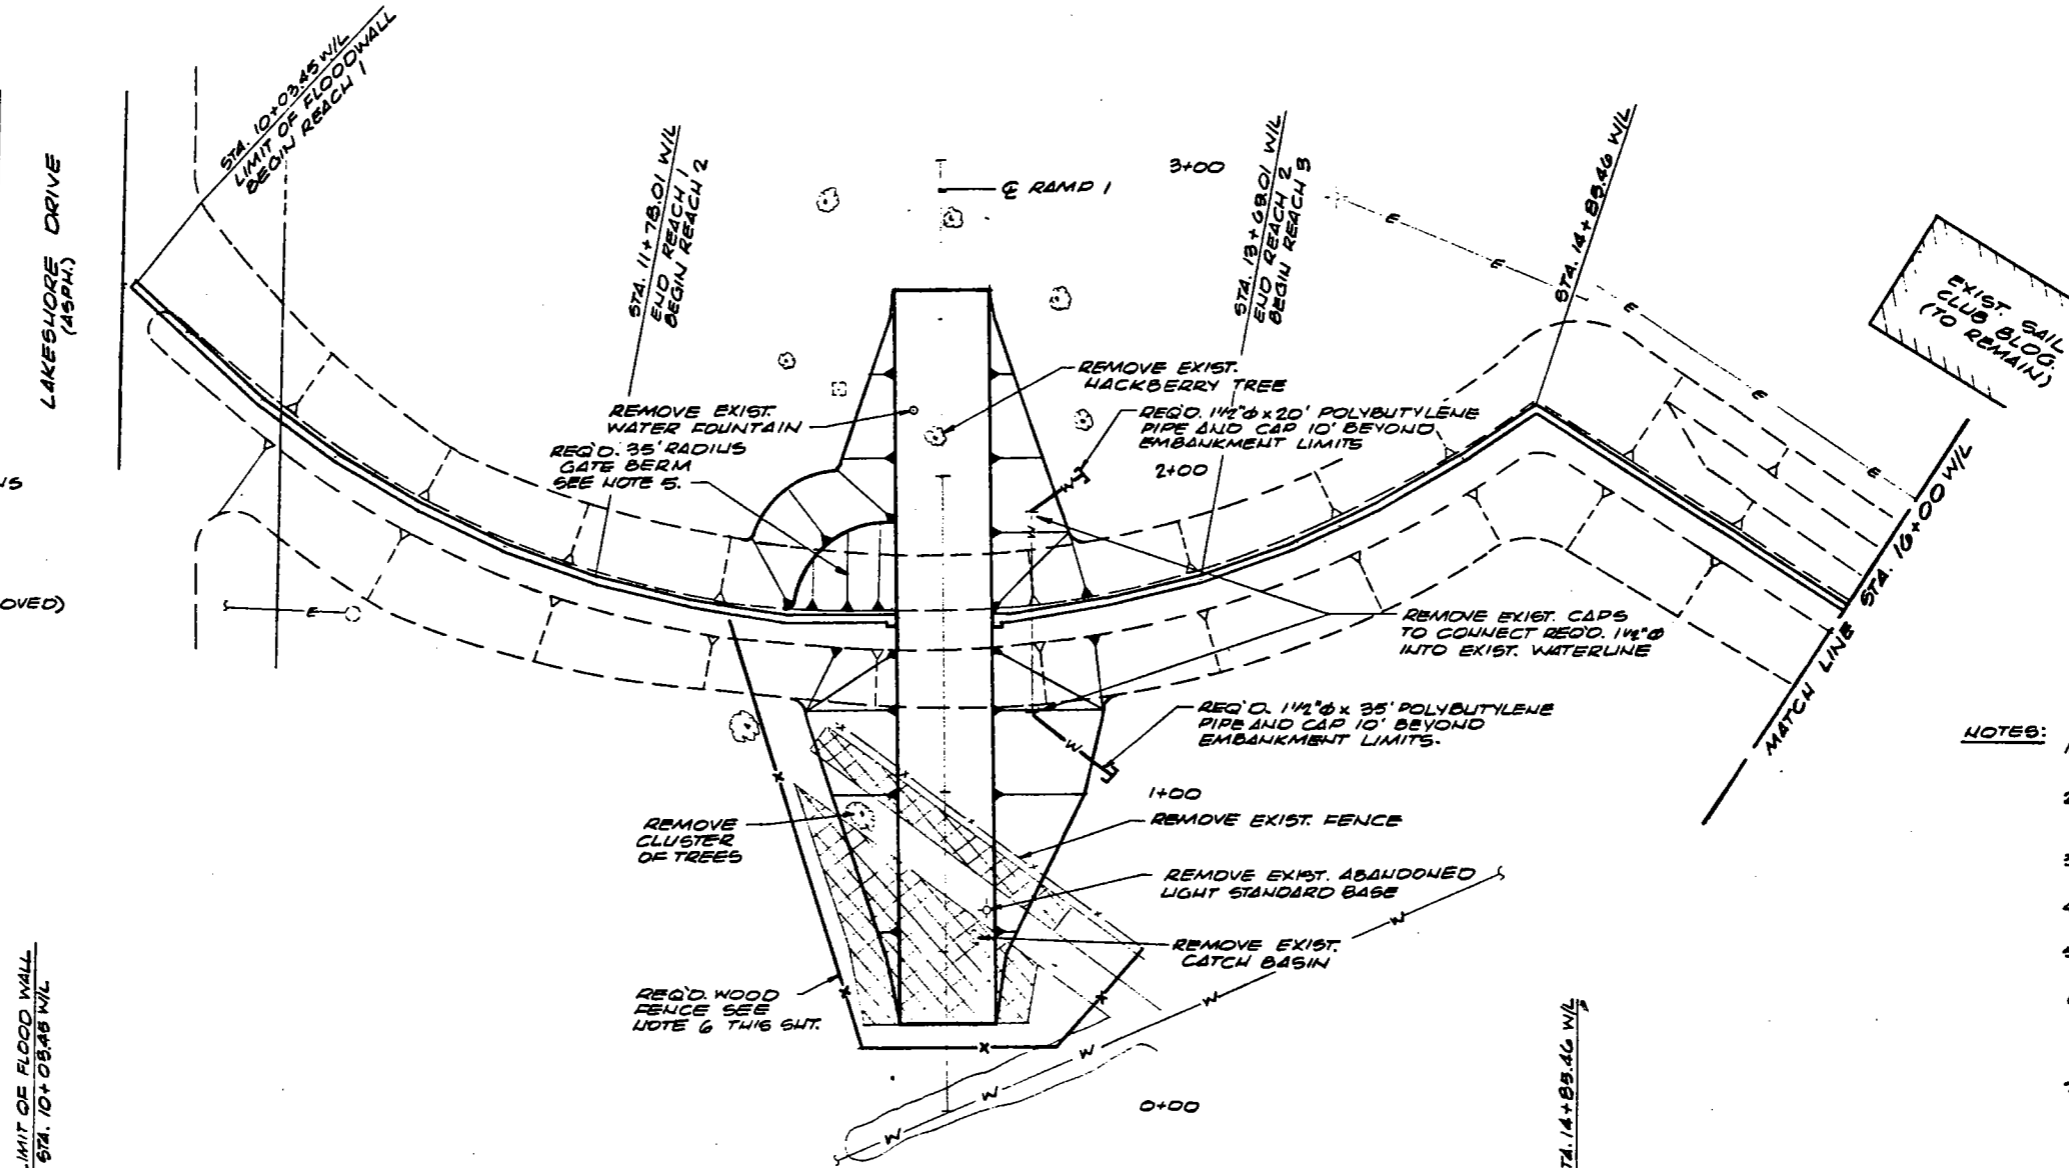 STA. 10+03.45 W/L
LIMIT OF FLOODWALL
BEGIN REACH 1
LAKESHORE DRIVE
(ASPH.)
STA. 11+78.01 W/L
END REACH 1
BEGIN REACH 2
℄ RAMP 1
3+00
STA. 13+69.01 W/L
END REACH 2
BEGIN REACH 3
STA. 14+85.46 W/L
E
E
E
E
E
EXIST. SAIL
CLUB BLDG.
(TO REMAIN)
REMOVE EXIST.
HACKBERRY TREE
REMOVE EXIST.
WATER FOUNTAIN
REQ'D. 1½"ϕ x 20' POLYBUTYLENE
PIPE AND CAP 10' BEYOND
EMBANKMENT LIMITS
REQ'D. 35' RADIUS
GATE BERM
SEE NOTE 5.
2+00
W
W
MATCH LINE STA. 16+00 W/L
OVED)
E
REMOVE EXIST. CAPS
TO CONNECT REQ'D. 1½"ϕ
INTO EXIST. WATERLINE
REQ'D. 1½"ϕ x 35' POLYBUTYLENE
PIPE AND CAP 10' BEYOND
EMBANKMENT LIMITS.
W
NOTES:
1+00
REMOVE EXIST. FENCE
REMOVE
CLUSTER
OF TREES
REMOVE EXIST. ABANDONED
LIGHT STANDARD BASE
W
REMOVE EXIST.
CATCH BASIN
REQ'D. WOOD
FENCE SEE
NOTE 6 THIS SHT.
W
W
W
W
0+00
LIMIT OF FLOOD WALL
STA. 10+03.45 W/L
TA. 14+85.46 W/L